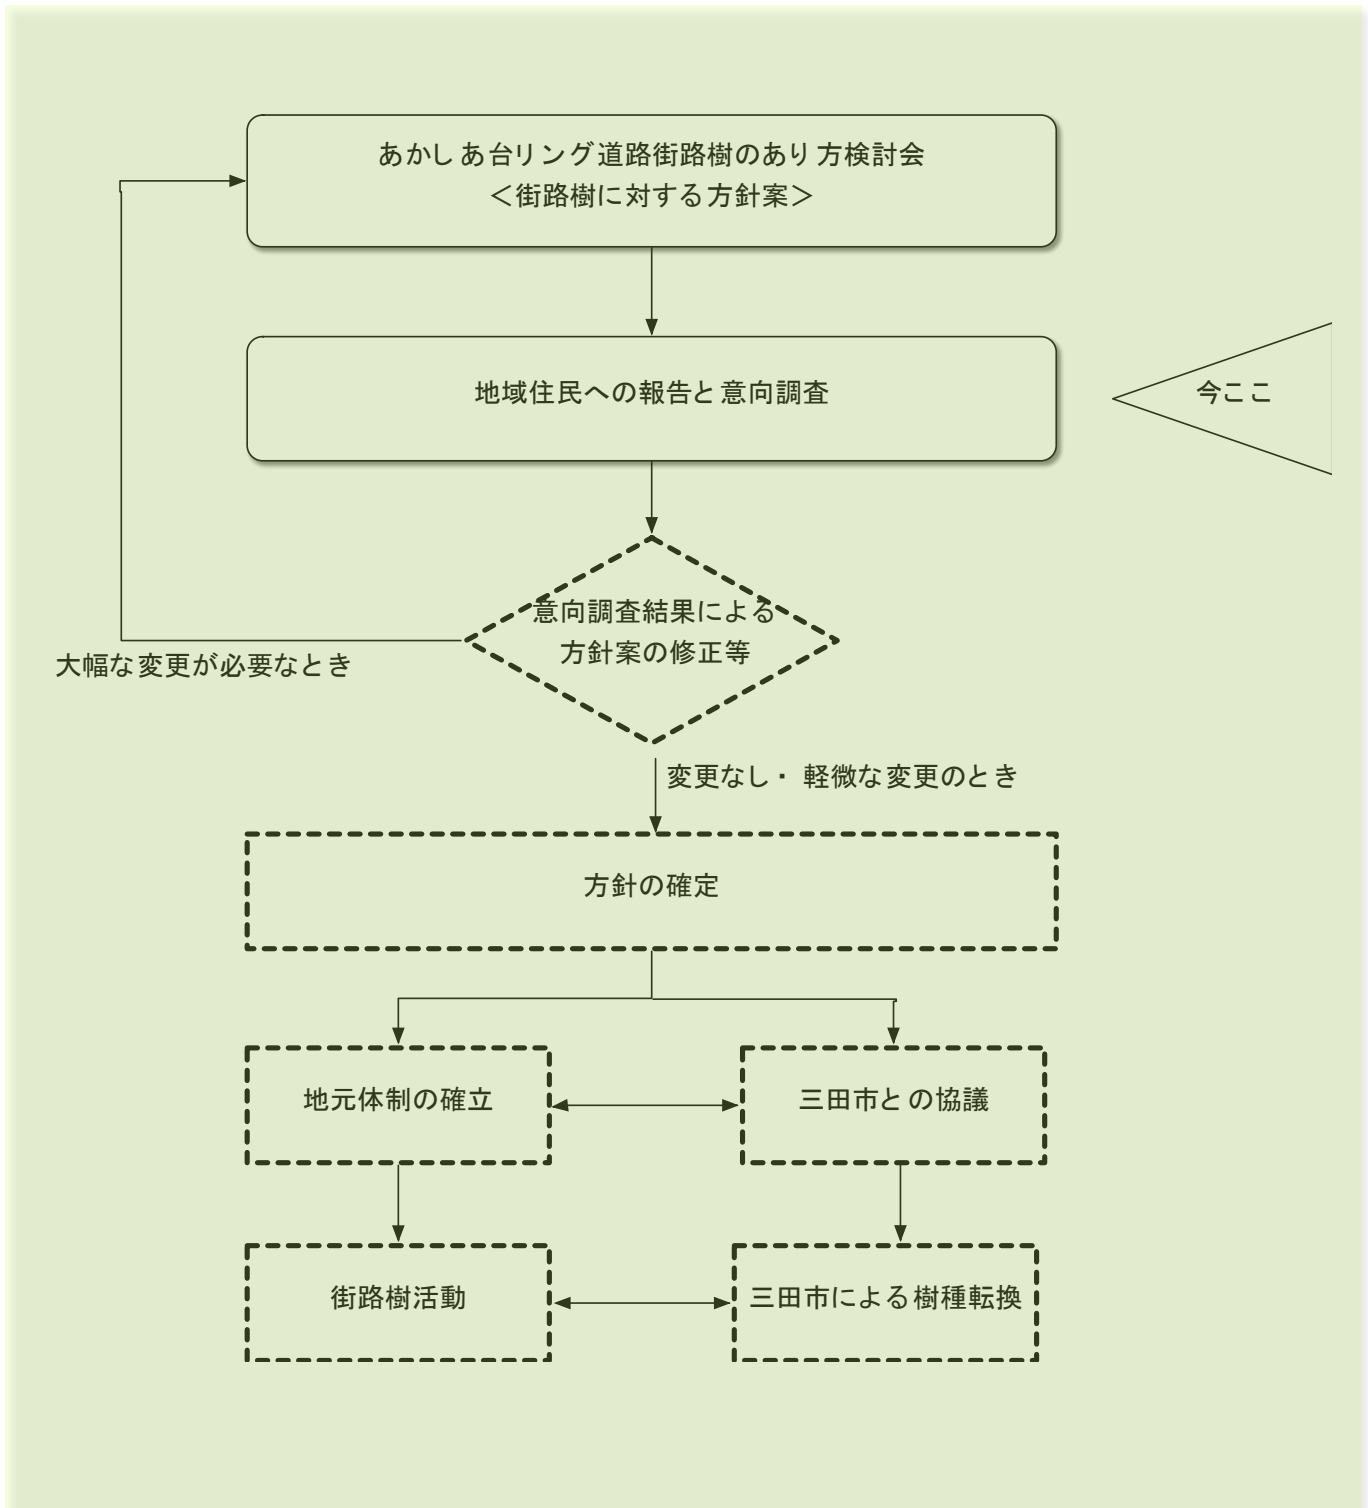 あかしあ台リング道路街路樹のあり方検討会
＜街路樹に対する方針案＞
地域住民への報告と意向調査
今ここ
意向調査結果による
方針案の修正等
大幅な変更が必要なとき
変更なし・軽微な変更のとき
方針の確定
地元体制の確立
三田市との協議
街路樹活動
三田市による樹種転換